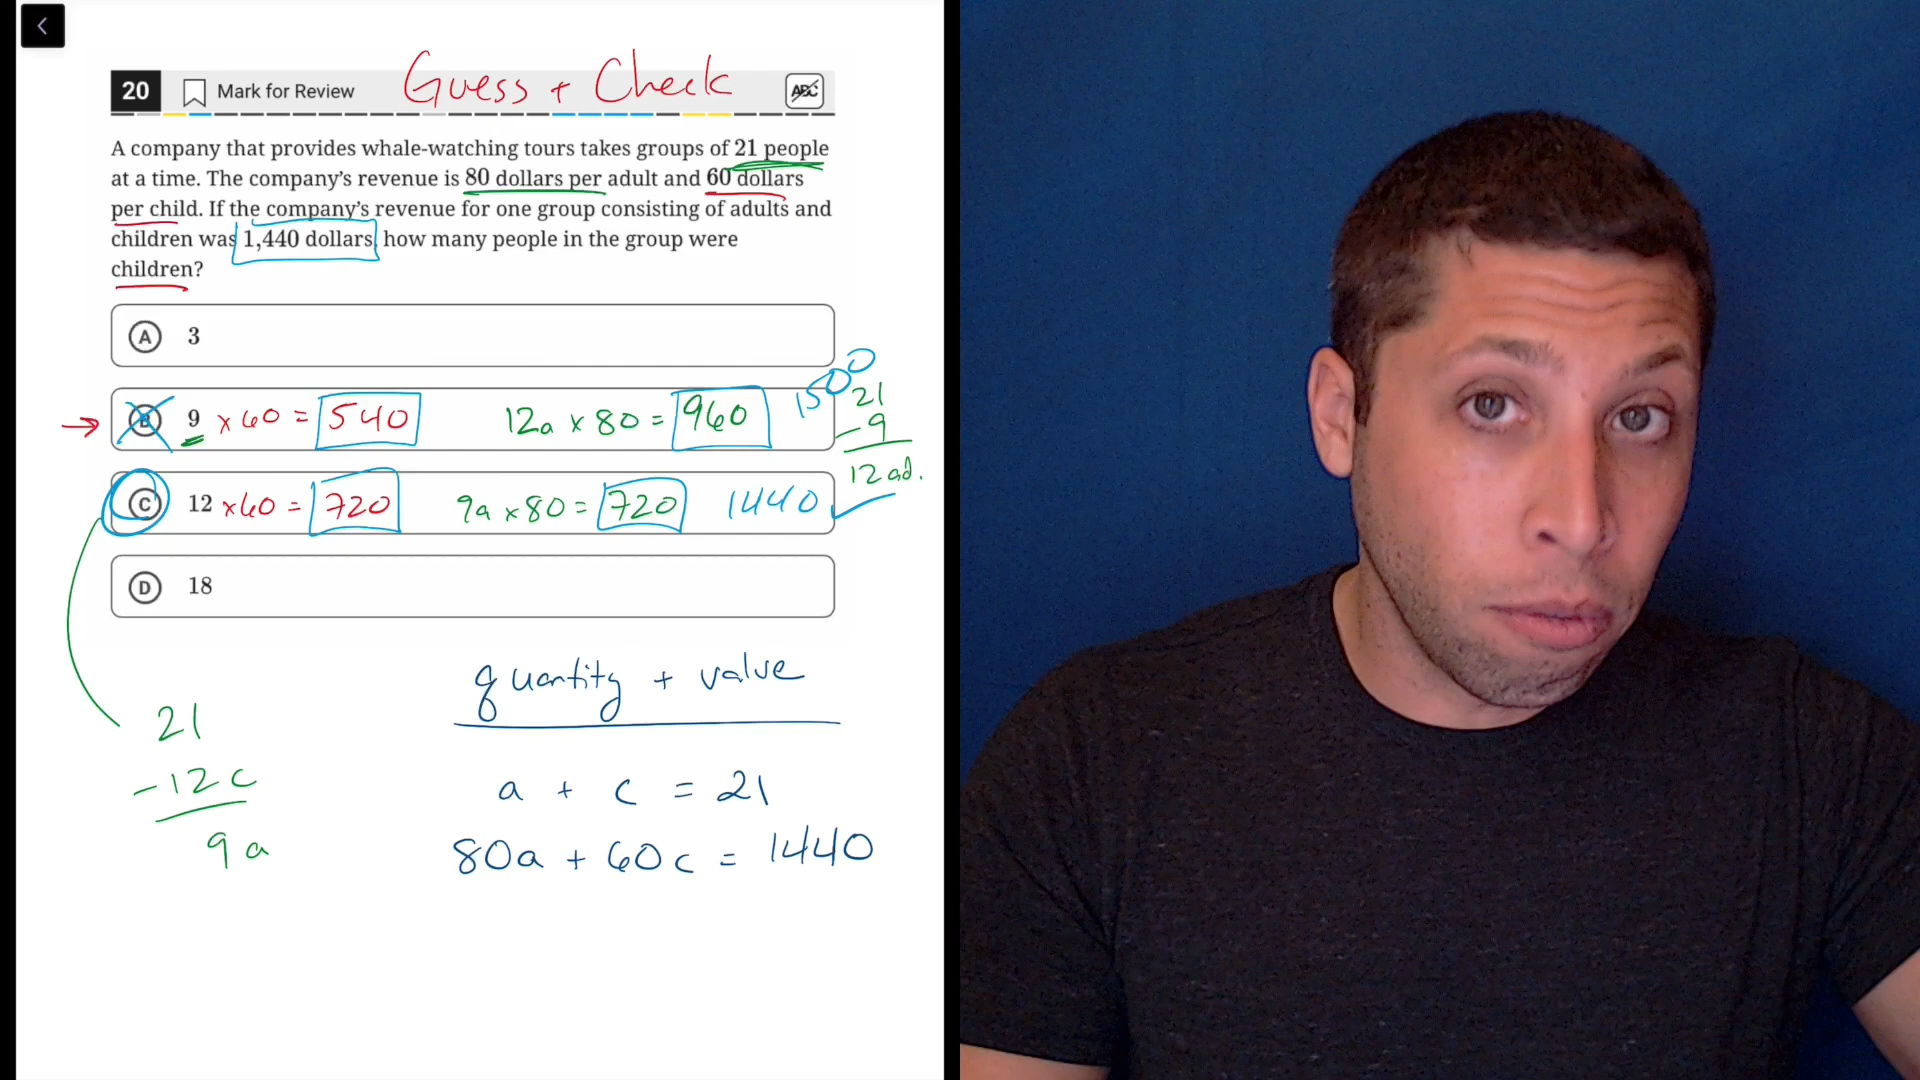 20 Mark for Review Guess + Check ABC
A company that provides whale-watching tours takes groups of 21 people
at a time. The company's revenue is 80 dollars per adult and 60 dollars
per child. If the company's revenue for one group consisting of adults and
children was 1,440 dollars, how many people in the group were
children?
A 3
1500
B 9 x 60 = 540 12a x 80 = 960
21
- 9
12 ad.
C 12 x 60 = 720 9a x 80 = 720 1440
D 18
quantity + value
21
- 12 c
9 a
a + c = 21
80a + 60c = 1440